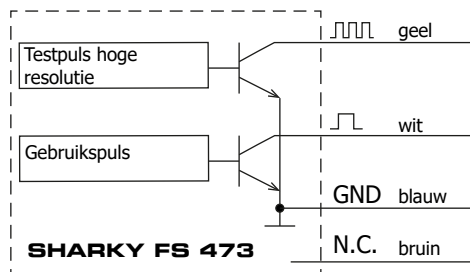 Testpuls hoge
resolutie
geel
Gebruikspuls
wit
GND blauw
SHARKY FS 473
N.C. bruin